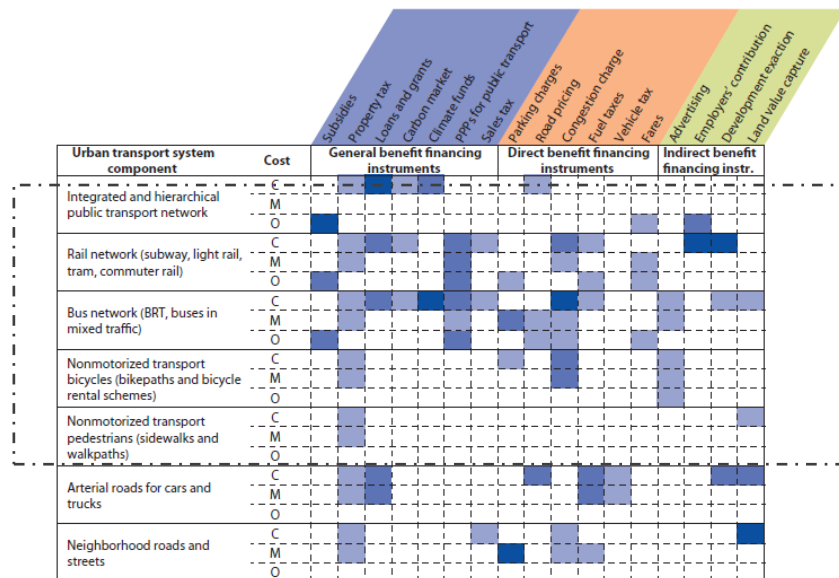 Subsidies
Property tax
Loans and grants
Carbon market
Climate funds
PPPs for public transport
Sales tax
Parking charges
Road pricing
Congestion charge
Fuel taxes
Vehicle tax
Fares
Advertising
Employers' contribution
Development exaction
Land value capture
Urban transport system
component
Cost
General benefit financing
instruments
Direct benefit financing
instruments
Indirect benefit
financing instr.
Integrated and hierarchical
public transport network
C
M
O
Rail network (subway, light rail,
tram, commuter rail)
C
M
O
Bus network (BRT, buses in
mixed traffic)
C
M
O
Nonmotorized transport
bicycles (bikepaths and bicycle
rental schemes)
C
M
O
Nonmotorized transport
pedestrians (sidewalks and
walkpaths)
C
M
O
Arterial roads for cars and
trucks
C
M
O
Neighborhood roads and
streets
C
M
O